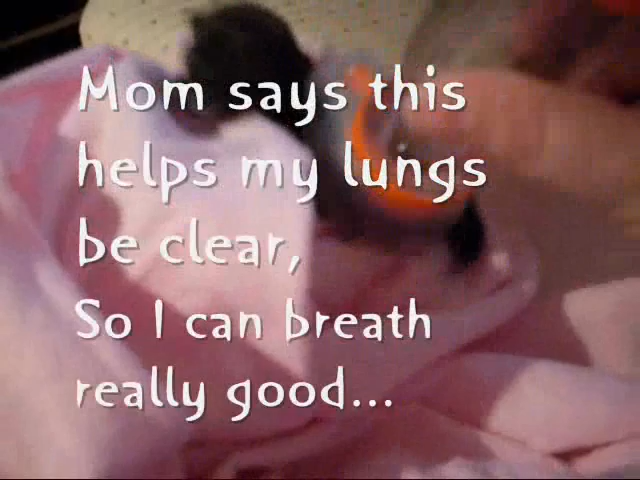 Mom says this
helps my lungs
be clear,
So I can breath
really good...